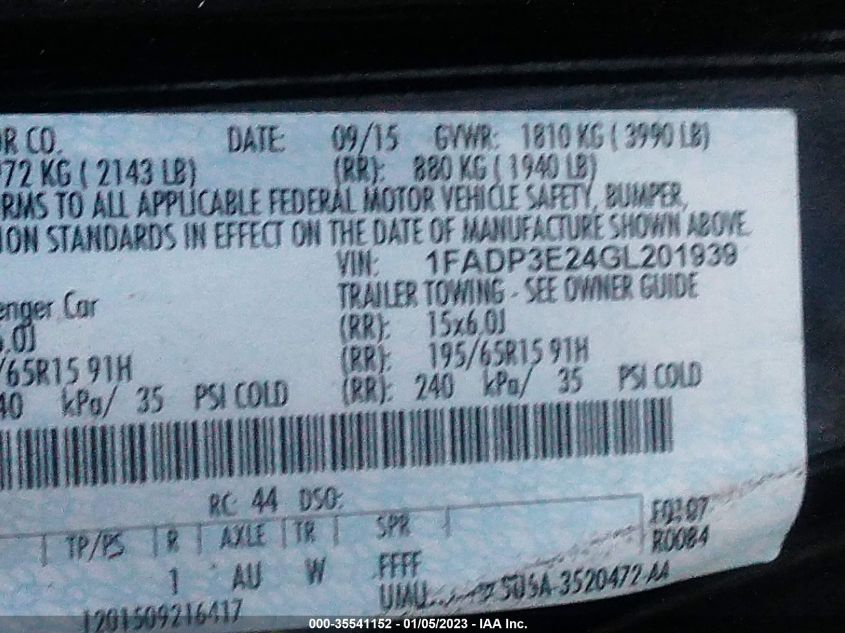 OR CO. DATE: 09/15 GVWR: 1810 KG ( 3990 LB)
972 KG ( 2143 LB) (RR): 880 KG ( 1940 LB)
RMS TO ALL APPLICABLE FEDERAL MOTOR VEHICLE SAFETY, BUMPER,
ION STANDARDS IN EFFECT ON THE DATE OF MANUFACTURE SHOWN ABOVE.
VIN: 1FADP3E24GL201939
enger Car TRAILER TOWING - SEE OWNER GUIDE
6.0J (RR): 15x6.0J
/65R15 91H (RR): 195/65R15 91H
40 kPa/ 35 PSI COLD (RR): 240 kPa/ 35 PSI COLD
RC: 44 DSO:
TP/PS R AXLE TR SPR
R0084
1 AU W FFFF
UMU 5U5A-3520472-AA
1201509216417
000-35541152 - 01/05/2023 - IAA Inc.